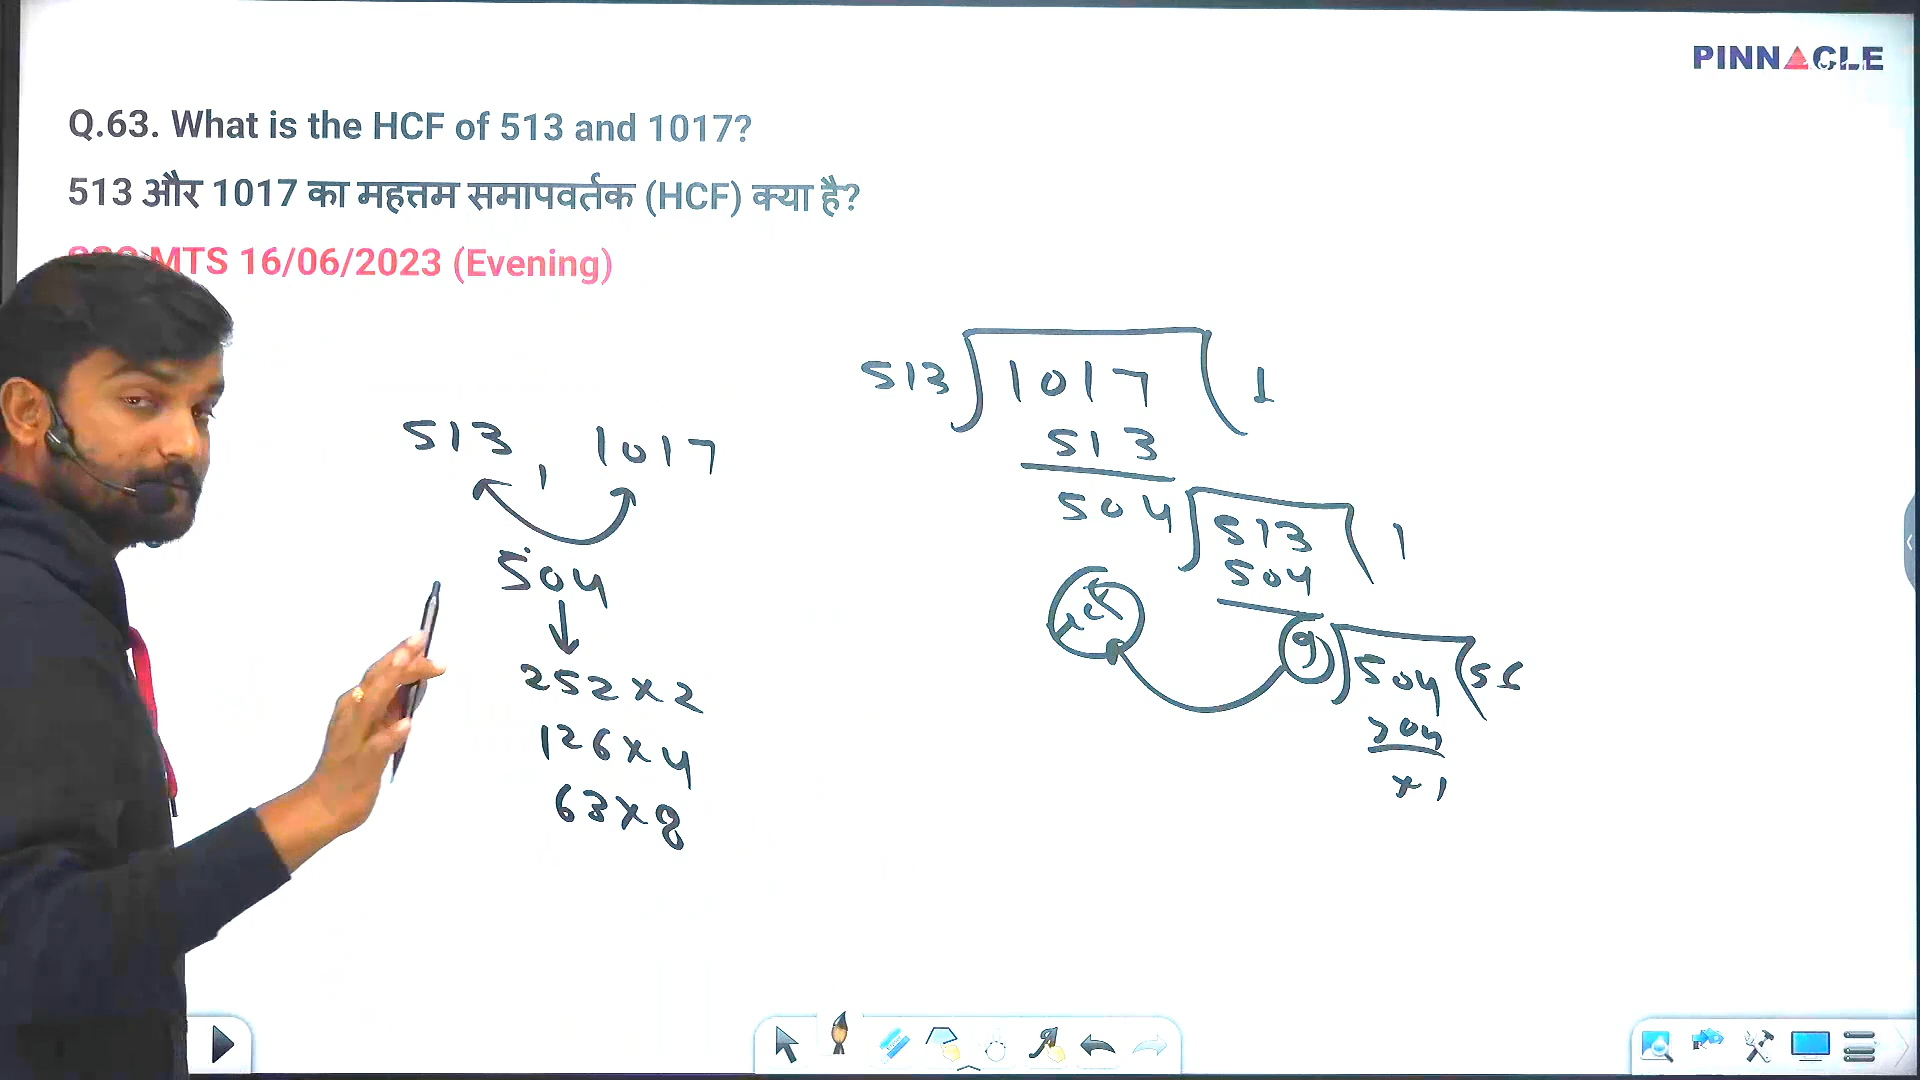 PINNACLE
Q.63. What is the HCF of 513 and 1017?
513 और 1017 का महत्तम समापवर्तक (HCF) क्या है?
MTS 16/06/2023 (Evening)
513, 1017
504
252×2
126×4
63×8
513 1017 1
513
504 513 1
504
9 504
504